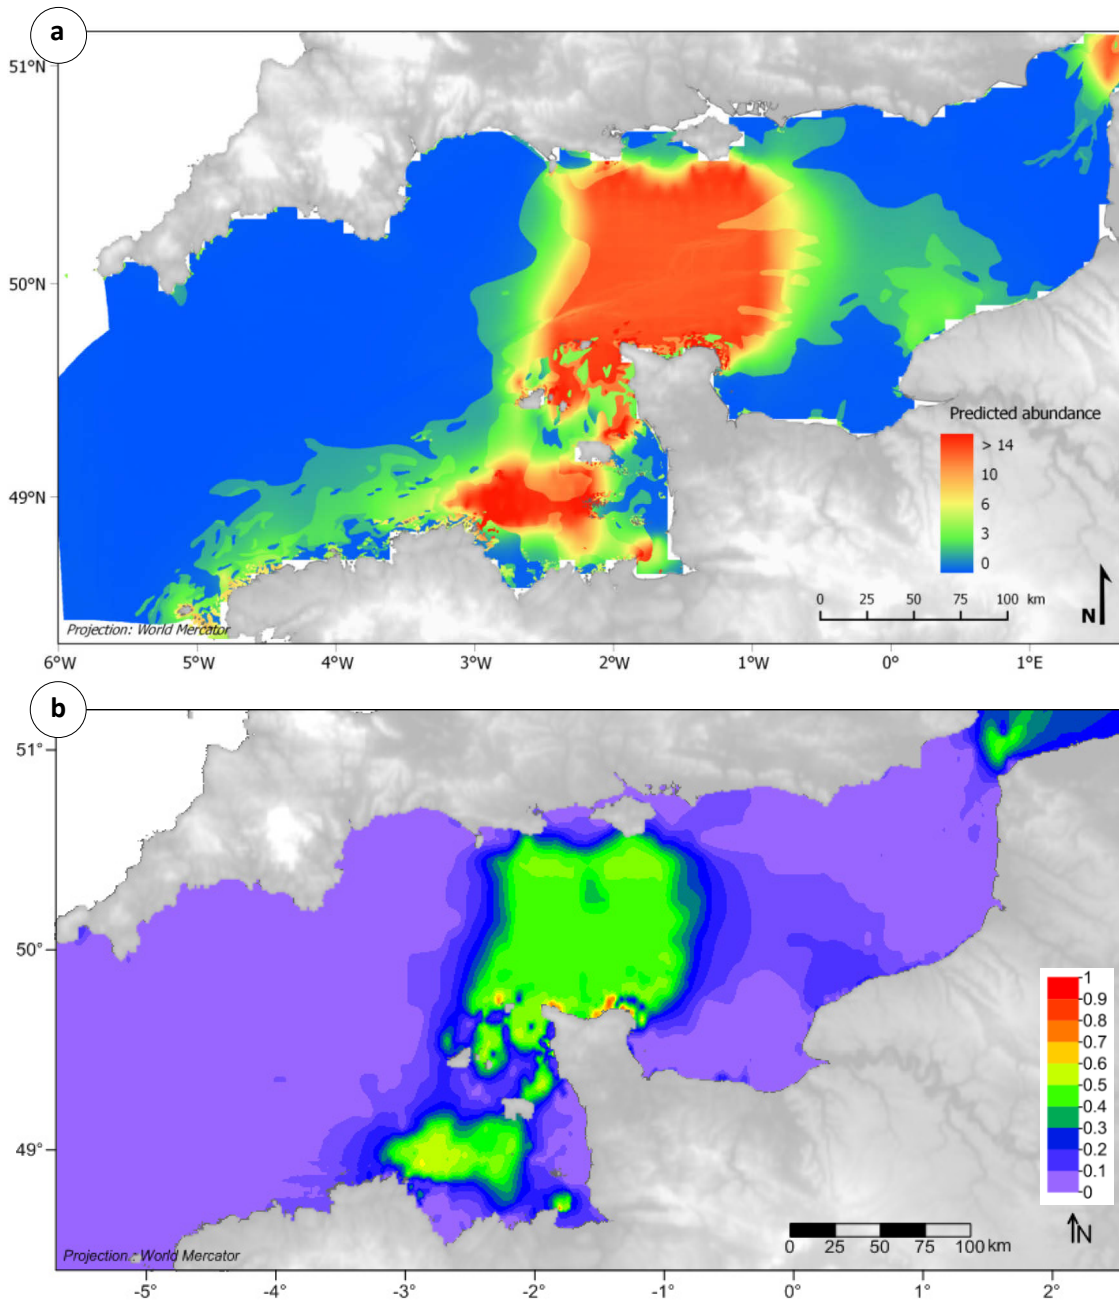 a
51°N
50°N
49°N
Predicted abundance
> 14
10
6
3
0
0 25 50 75 100 km
N
Projection: World Mercator
6°W 5°W 4°W 3°W 2°W 1°W 0° 1°E
b
51°
50°
49°
1
0.9
0.8
0.7
0.6
0.5
0.4
0.3
0.2
0.1
0
N
0 25 50 75 100 km
Projection : World Mercator
-5° -4° -3° -2° -1° 0° 1° 2°